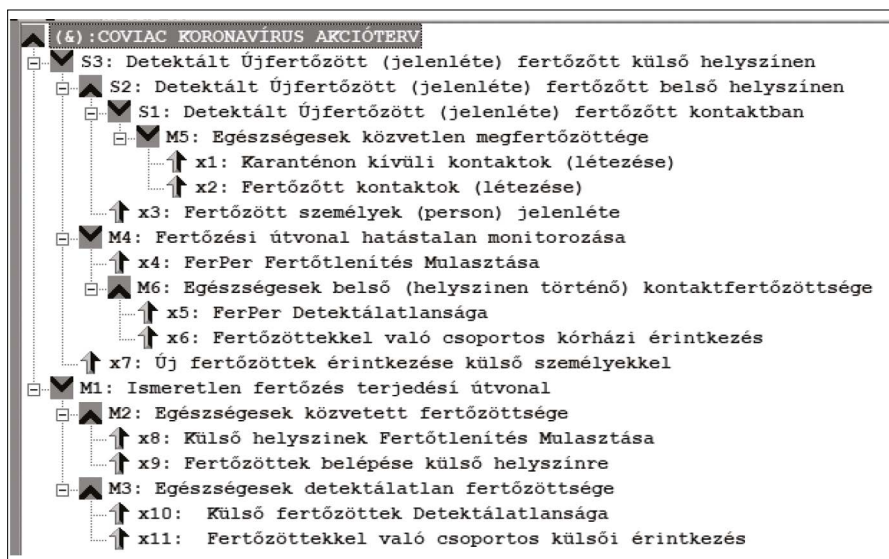 (&):COVIAC KORONAVÍRUS AKCIÓTERV
S3: Detektált Újfertőzött (jelenléte) fertőzőtt külső helyszínen
S2: Detektált Újfertőzött (jelenléte) fertőzőtt belső helyszínen
S1: Detektált Újfertőzött (jelenléte) fertőzőtt kontaktban
M5: Egészségesek közvetlen megfertőzöttége
x1: Karanténon kívüli kontaktok (létezése)
x2: Fertőzőtt kontaktok (létezése)
x3: Fertőzött személyek (person) jelenléte
M4: Fertőzési útvonal hatástalan monitorozása
x4: FerPer Fertőtlenítés Mulasztása
M6: Egészségesek belső (helyszinen történő) kontaktfertőzöttsége
x5: FerPer Detektálatlansága
x6: Fertőzöttekkel való csoportos kórházi érintkezés
x7: Új fertőzöttek érintkezése külső személyekkel
M1: Ismeretlen fertőzés terjedésí útvonal
M2: Egészségesek közvetett fertőzöttsége
x8: Külső helyszinek Fertőtlenítés Mulasztása
x9: Fertőzöttek belépése külső helyszínre
M3: Egészségesek detektálatlan fertőzöttsége
x10: Külső fertőzöttek Detektálatlansága
x11: Fertőzöttekkel való csoportos külsői érintkezés